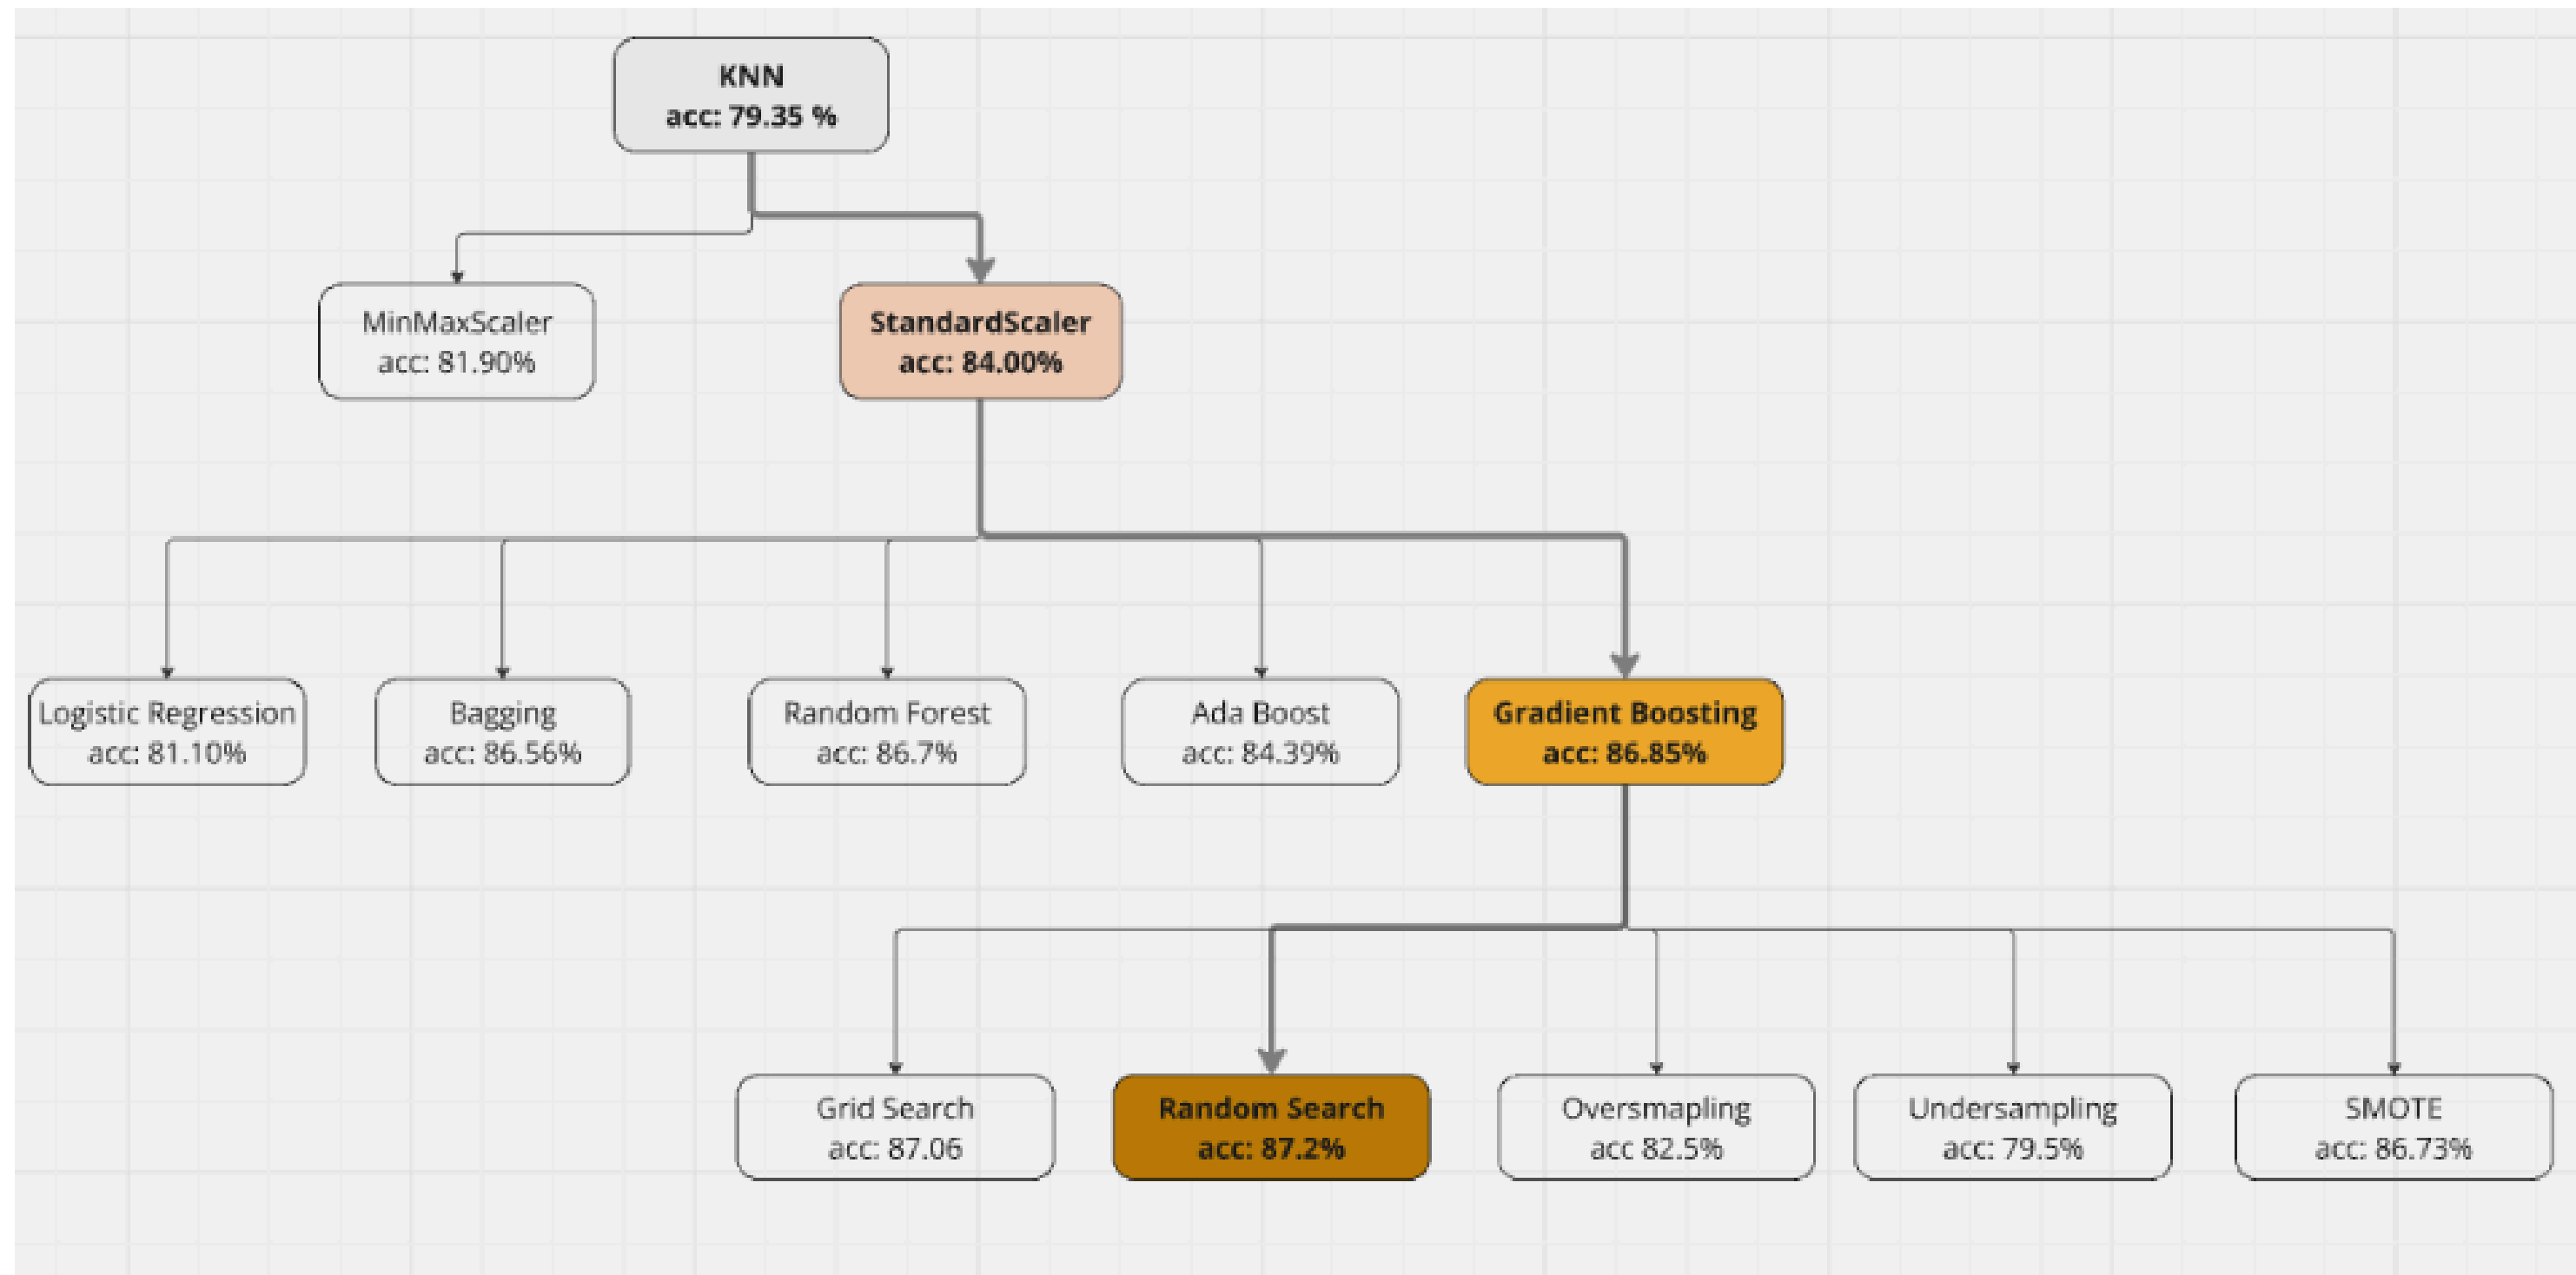 KNN
acc: 79.35 %
MinMaxScaler
acc: 81.90%
StandardScaler
acc: 84.00%
Logistic Regression
acc: 81.10%
Bagging
acc: 86.56%
Random Forest
acc: 86.7%
Ada Boost
acc: 84.39%
Gradient Boosting
acc: 86.85%
Grid Search
acc: 87.06
Random Search
acc: 87.2%
Oversmapling
acc 82.5%
Undersampling
acc: 79.5%
SMOTE
acc: 86.73%